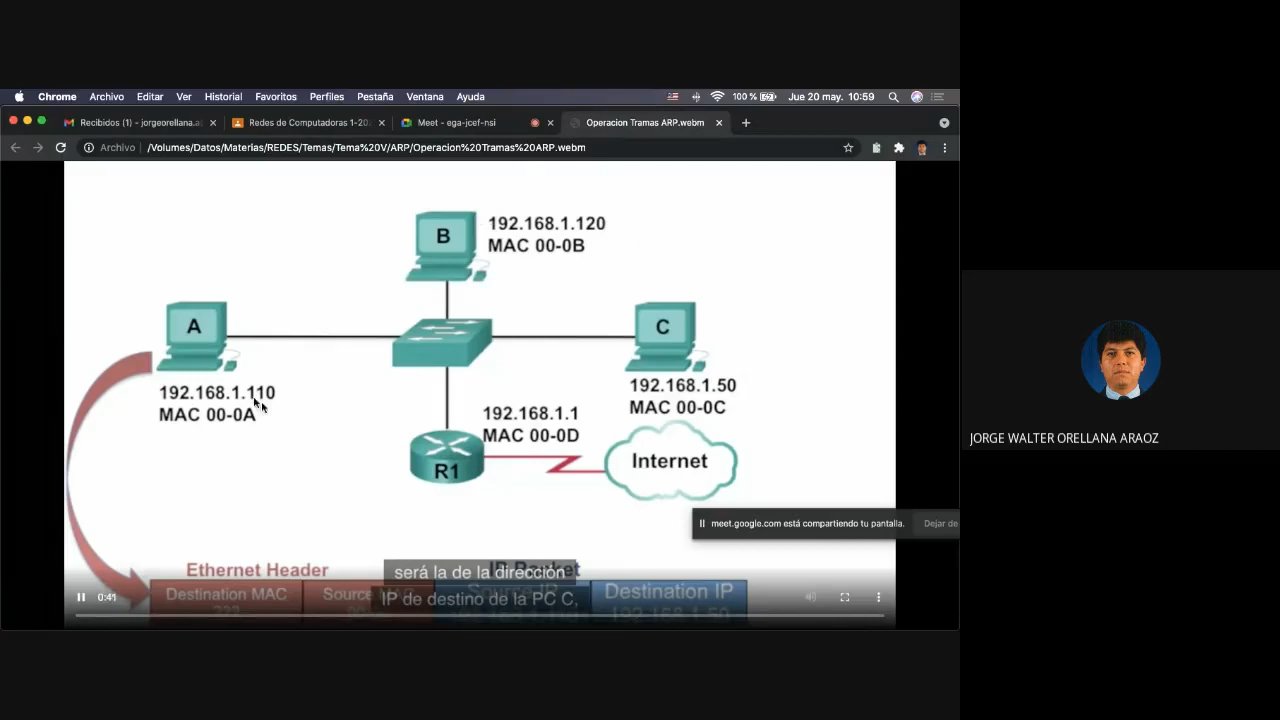 Chrome Archivo Editar Ver Historial Favoritos Perfiles Pestaña Ventana Ayuda 100 % Jue 20 may. 10:59
Recibidos (1) - jorgeorellana.a
Redes de Computadoras 1-20
Meet - ega-jcef-nsi
Operacion Tramas ARP.webm
Archivo /Volumes/Datos/Materias/REDES/Temas/Tema%20V/ARP/Operacion%20Tramas%20ARP.webm
B
192.168.1.120
MAC 00-0B
A
C
192.168.1.110
MAC 00-0A
192.168.1.50
MAC 00-0C
192.168.1.1
MAC 00-0D
R1
Internet
JORGE WALTER ORELLANA ARAOZ
meet.google.com está compartiendo tu pantalla. Dejar de
Ethernet Header
será la de la dirección
Destination MAC
???
IP de destino de la PC C,
Destination IP
192.168.1.50
0:41